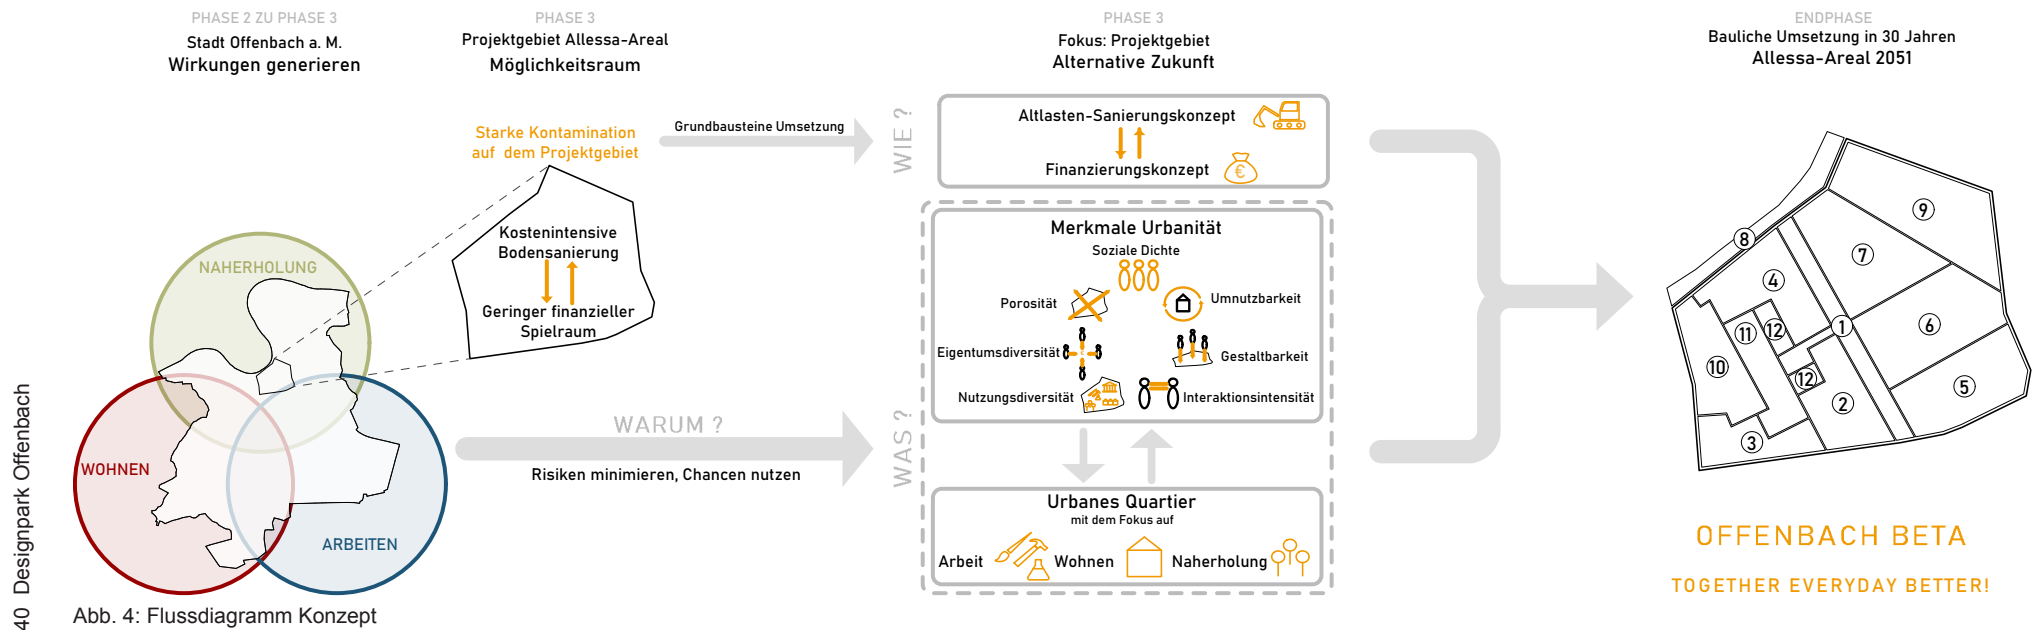 PHASE 2 ZU PHASE 3
Stadt Offenbach a. M.
Wirkungen generieren
PHASE 3
Projektgebiet Allessa-Areal
Möglichkeitsraum
PHASE 3
Fokus: Projektgebiet
Alternative Zukunft
ENDPHASE
Bauliche Umsetzung in 30 Jahren
Allessa-Areal 2051
NAHERHOLUNG
WOHNEN
ARBEITEN
Starke Kontamination
auf dem Projektgebiet
Kostenintensive
Bodensanierung
Geringer finanzieller
Spielraum
Grundbausteine Umsetzung
WARUM ?
Risiken minimieren, Chancen nutzen
WIE ?
Altlasten-Sanierungskonzept
Finanzierungskonzept
€
WAS ?
Merkmale Urbanität
Soziale Dichte
Porosität
Umnutzbarkeit
Eigentumsdiversität
Gestaltbarkeit
Nutzungsdiversität
Interaktionsintensität
Urbanes Quartier
mit dem Fokus auf
Arbeit
Wohnen
Naherholung
9
8
7
4
11
12
1
6
10
12
5
2
3
OFFENBACH BETA
TOGETHER EVERYDAY BETTER!
Abb. 4: Flussdiagramm Konzept
40 Designpark Offenbach